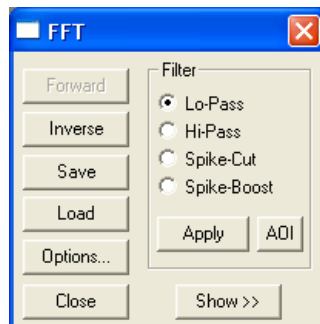 FFT
Forward
Inverse
Save
Load
Options...
Close
Filter
Lo-Pass
Hi-Pass
Spike-Cut
Spike-Boost
Apply
AOI
Show >>